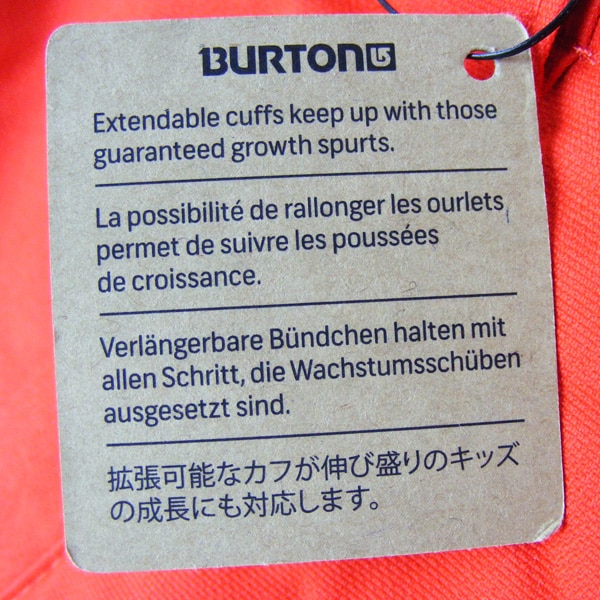 BURTON
Extendable cuffs keep up with those
guaranteed growth spurts.
La possibilité de rallonger les ourlets
permet de suivre les poussées
de croissance.
Verlängerbare Bündchen halten mit
allen Schritt, die Wachstumsschüben
ausgesetzt sind.
拡張可能なカフが伸び盛りのキッズ
の成長にも対応します。